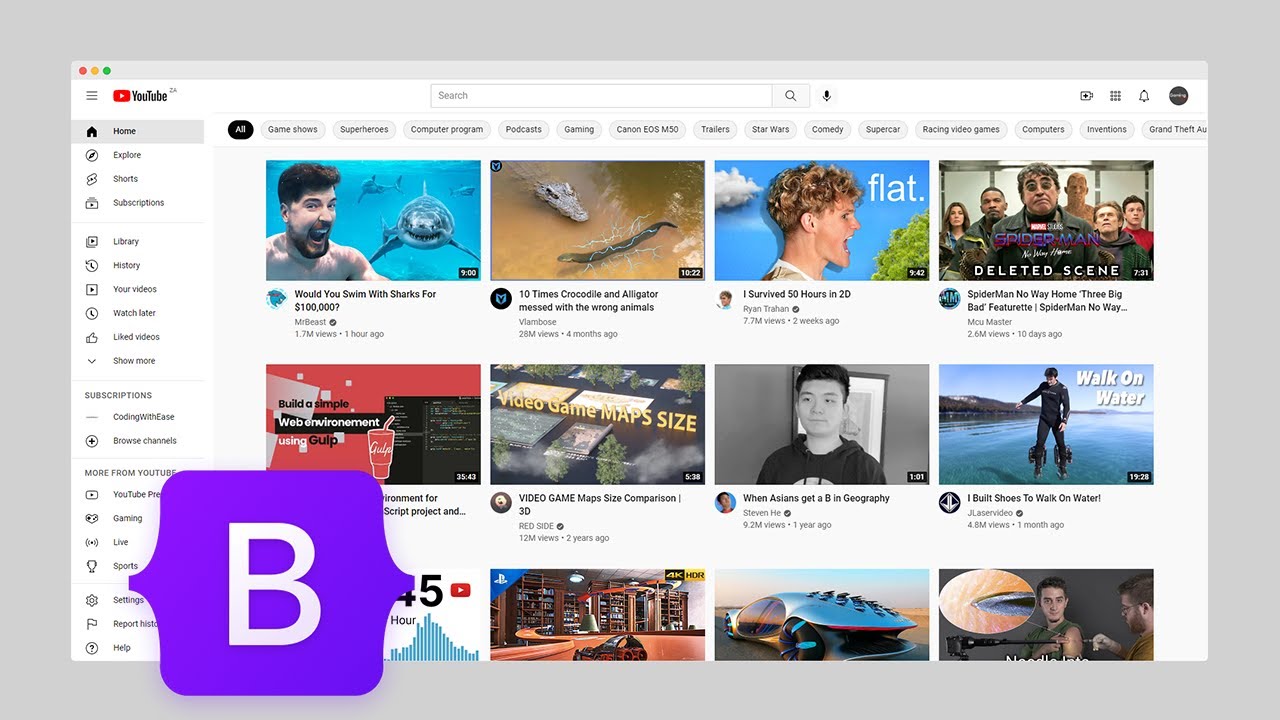 YouTube ZA
Search
Gaming
Home
Explore
Shorts
Subscriptions
Library
History
Your videos
Watch later
Liked videos
Show more
SUBSCRIPTIONS
CodingWithEase
Browse channels
MORE FROM YOUTUBE
YouTube Pre
Gaming
Live
Sports
Settings
Report histo
Help
All
Game shows
Superheroes
Computer program
Podcasts
Gaming
Canon EOS M50
Trailers
Star Wars
Comedy
Supercar
Racing video games
Computers
Inventions
Grand Theft Au
9:00
10:22
flat.
9:42
MARVEL STUDIOS
SPIDER-MAN
No Way Home
DELETED SCENE
7:31
Would You Swim With Sharks For
$100,000?
MrBeast
1.7M views • 1 hour ago
10 Times Crocodile and Alligator
messed with the wrong animals
Vlambose
28M views • 4 months ago
I Survived 50 Hours in 2D
Ryan Trahan
7.7M views • 2 weeks ago
SpiderMan No Way Home 'Three Big
Bad' Featurette | SpiderMan No Way…
Mcu Master
2.6M views • 10 days ago
Build a simple
Web environement
using Gulp
Gulp
35:43
Video Game MAPS SIZE
5:38
1:01
Walk On
Water
19:28
ironment for
Script project and…
VIDEO GAME Maps Size Comparison |
3D
RED SIDE
12M views • 2 years ago
When Asians get a B in Geography
Steven He
9.2M views • 1 year ago
I Built Shoes To Walk On Water!
JLaservideo
4.8M views • 1 month ago
45
Hour
4K HDR
Needle Into
B